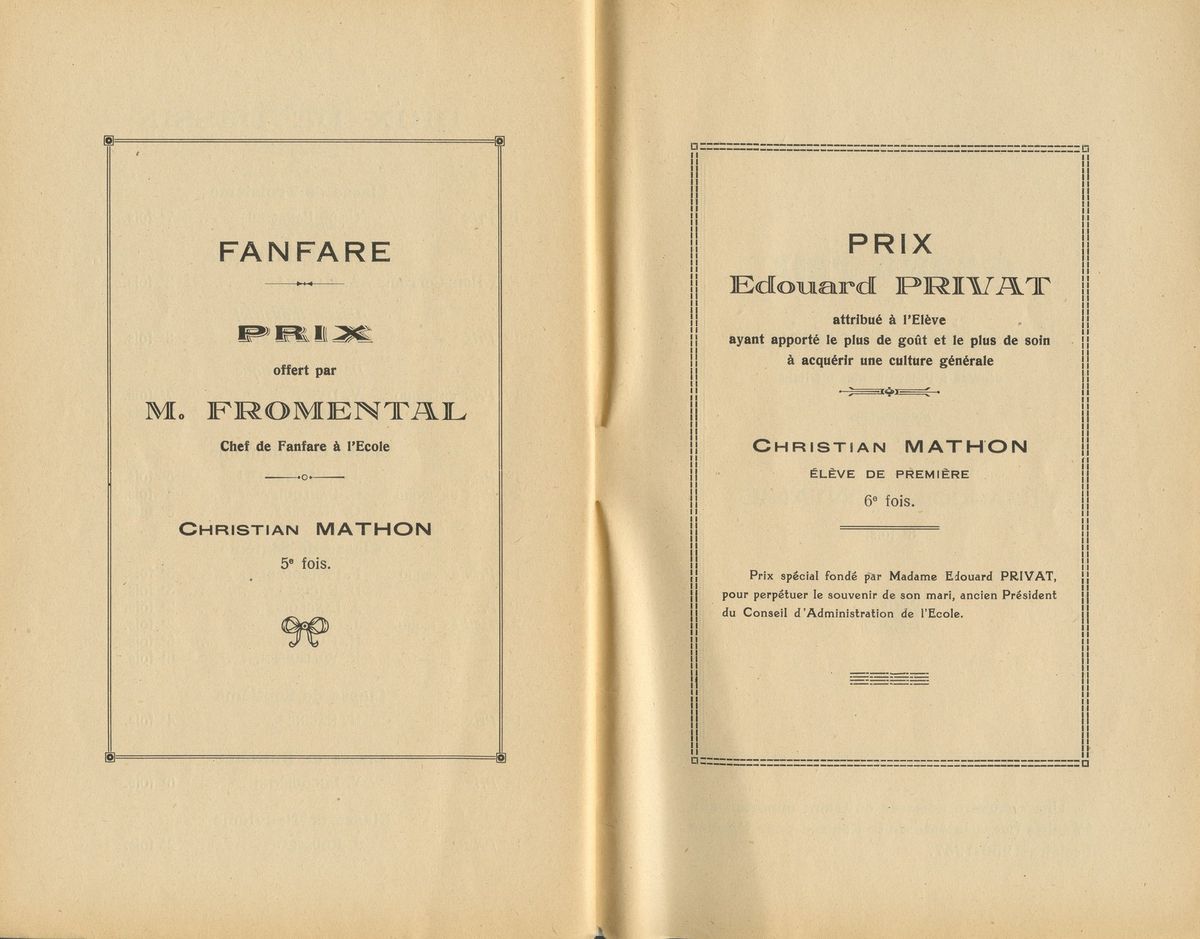 FANFARE
PRIX
offert par
M. FROMENTAL
Chef de Fanfare à l'Ecole
CHRISTIAN MATHON
5e fois.
PRIX
Edouard PRIVAT
attribué à l'Elève
ayant apporté le plus de goût et le plus de soin
à acquérir une culture générale
CHRISTIAN MATHON
ÉLÈVE DE PREMIÈRE
6e fois.
Prix spécial fondé par Madame Edouard PRIVAT,
pour perpétuer le souvenir de son mari, ancien Président
du Conseil d'Administration de l'Ecole.